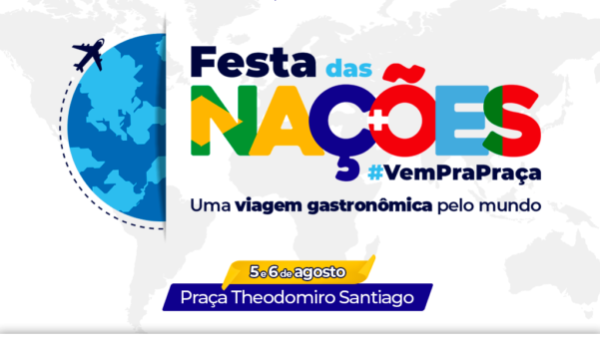 Festa das
NAÇÕES
#VemPraPraça
Uma viagem gastronômica pelo mundo
5 e 6 de agosto
Praça Theodomiro Santiago